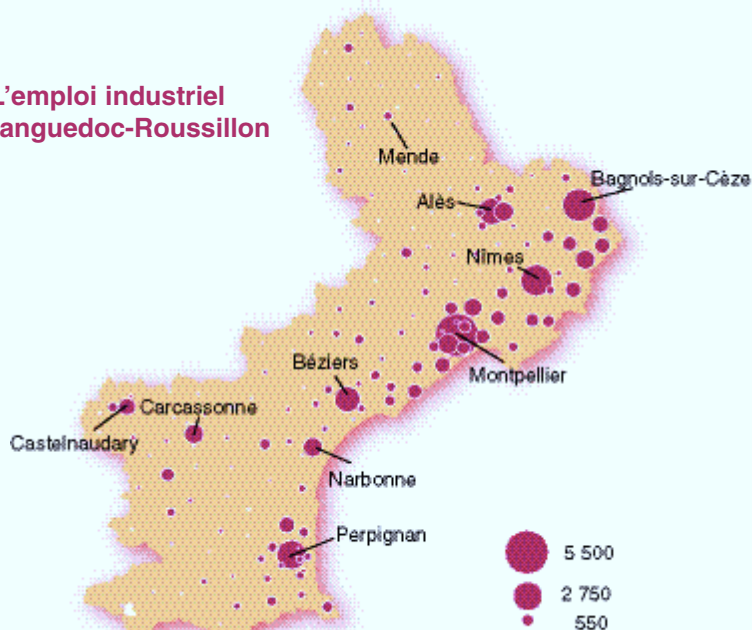 .'emploi industriel
anguedoc-Roussillon
Mende
Bagnols-sur-Cèze
Alès
Nîmes
Béziers
Montpellier
Carcassonne
Castelnaudary
Narbonne
Perpignan
5 500
2 750
550